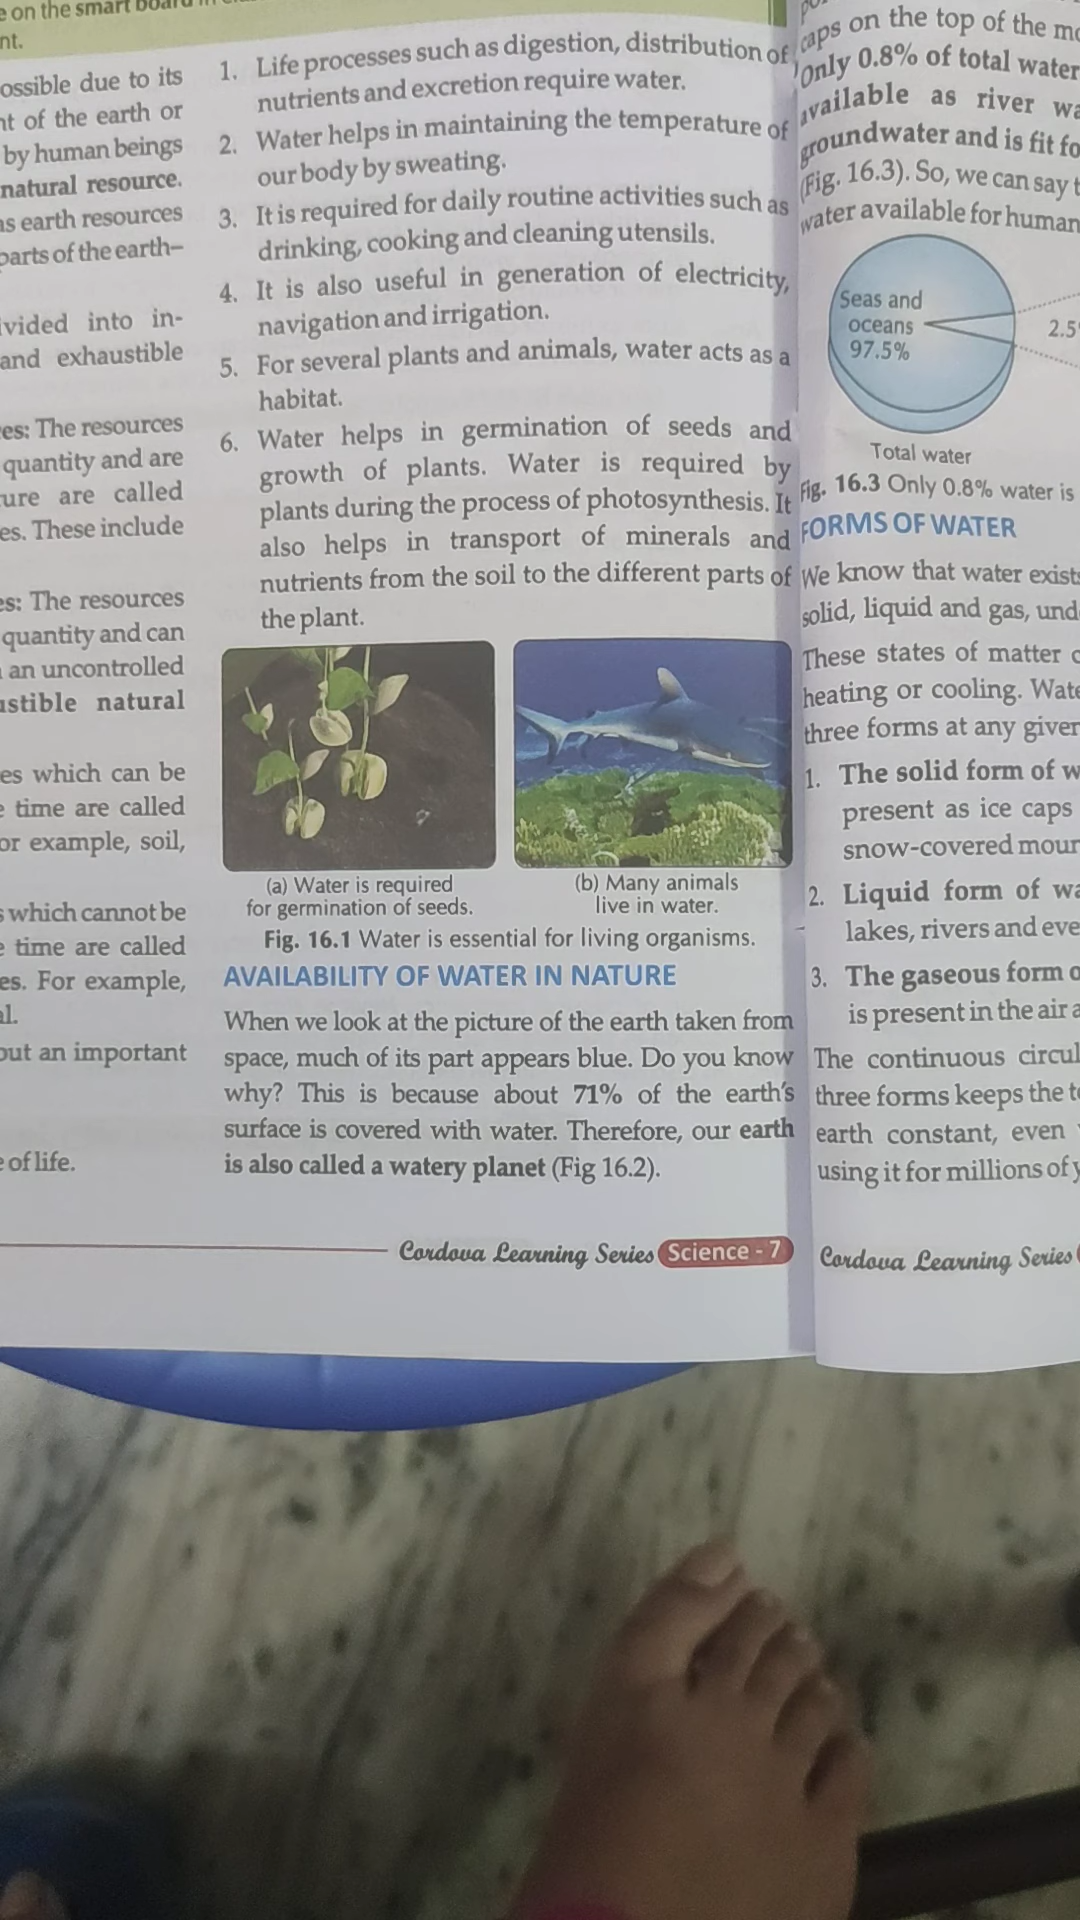 e on the smart board in
nt.
ossible due to its
nt of the earth or
by human beings
natural resource.
as earth resources
parts of the earth–
ivided into in-
and exhaustible
es: The resources
quantity and are
ure are called
es. These include
es: The resources
quantity and can
an uncontrolled
ustible natural
es which can be
e time are called
or example, soil,
s which cannot be
e time are called
es. For example,
al.
out an important
e of life.
1. Life processes such as digestion, distribution of
nutrients and excretion require water.
2. Water helps in maintaining the temperature of
our body by sweating.
3. It is required for daily routine activities such as
drinking, cooking and cleaning utensils.
4. It is also useful in generation of electricity,
navigation and irrigation.
5. For several plants and animals, water acts as a
habitat.
6. Water helps in germination of seeds and
growth of plants. Water is required by
plants during the process of photosynthesis. It
also helps in transport of minerals and
nutrients from the soil to the different parts of
the plant.
(a) Water is required
for germination of seeds.
(b) Many animals
live in water.
Fig. 16.1 Water is essential for living organisms.
AVAILABILITY OF WATER IN NATURE
When we look at the picture of the earth taken from
space, much of its part appears blue. Do you know
why? This is because about 71% of the earth's
surface is covered with water. Therefore, our earth
is also called a watery planet (Fig 16.2).
Cordova Learning Series Science - 7
caps on the top of the mo
Only 0.8% of total water
available as river wa
groundwater and is fit fo
(Fig. 16.3). So, we can say t
water available for human
Seas and
oceans
97.5%
2.5
Total water
Fig. 16.3 Only 0.8% water is
FORMS OF WATER
We know that water exists
solid, liquid and gas, und
These states of matter c
heating or cooling. Wate
three forms at any given
1. The solid form of w
present as ice caps
snow-covered moun
2. Liquid form of wa
lakes, rivers and eve
3. The gaseous form o
is present in the air a
The continuous circul
three forms keeps the te
earth constant, even
using it for millions of y
Cordova Learning Series